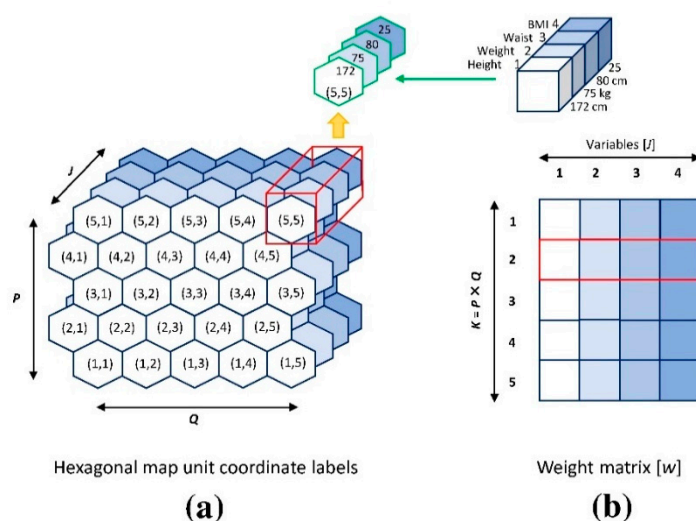 25
80
75
172
(5,5)
BMI 4
Waist 3
Weight 2
Height 1
25
80 cm
75 kg
172 cm
J
P
(5,1) (5,2) (5,3) (5,4) (5,5)
(4,1) (4,2) (4,3) (4,4) (4,5)
(3,1) (3,2) (3,3) (3,4) (3,5)
(2,1) (2,2) (2,3) (2,4) (2,5)
(1,1) (1,2) (1,3) (1,4) (1,5)
Q
Hexagonal map unit coordinate labels
(a)
Variables [J]
1 2 3 4
K = P X Q
1
2
3
4
5
Weight matrix [w]
(b)